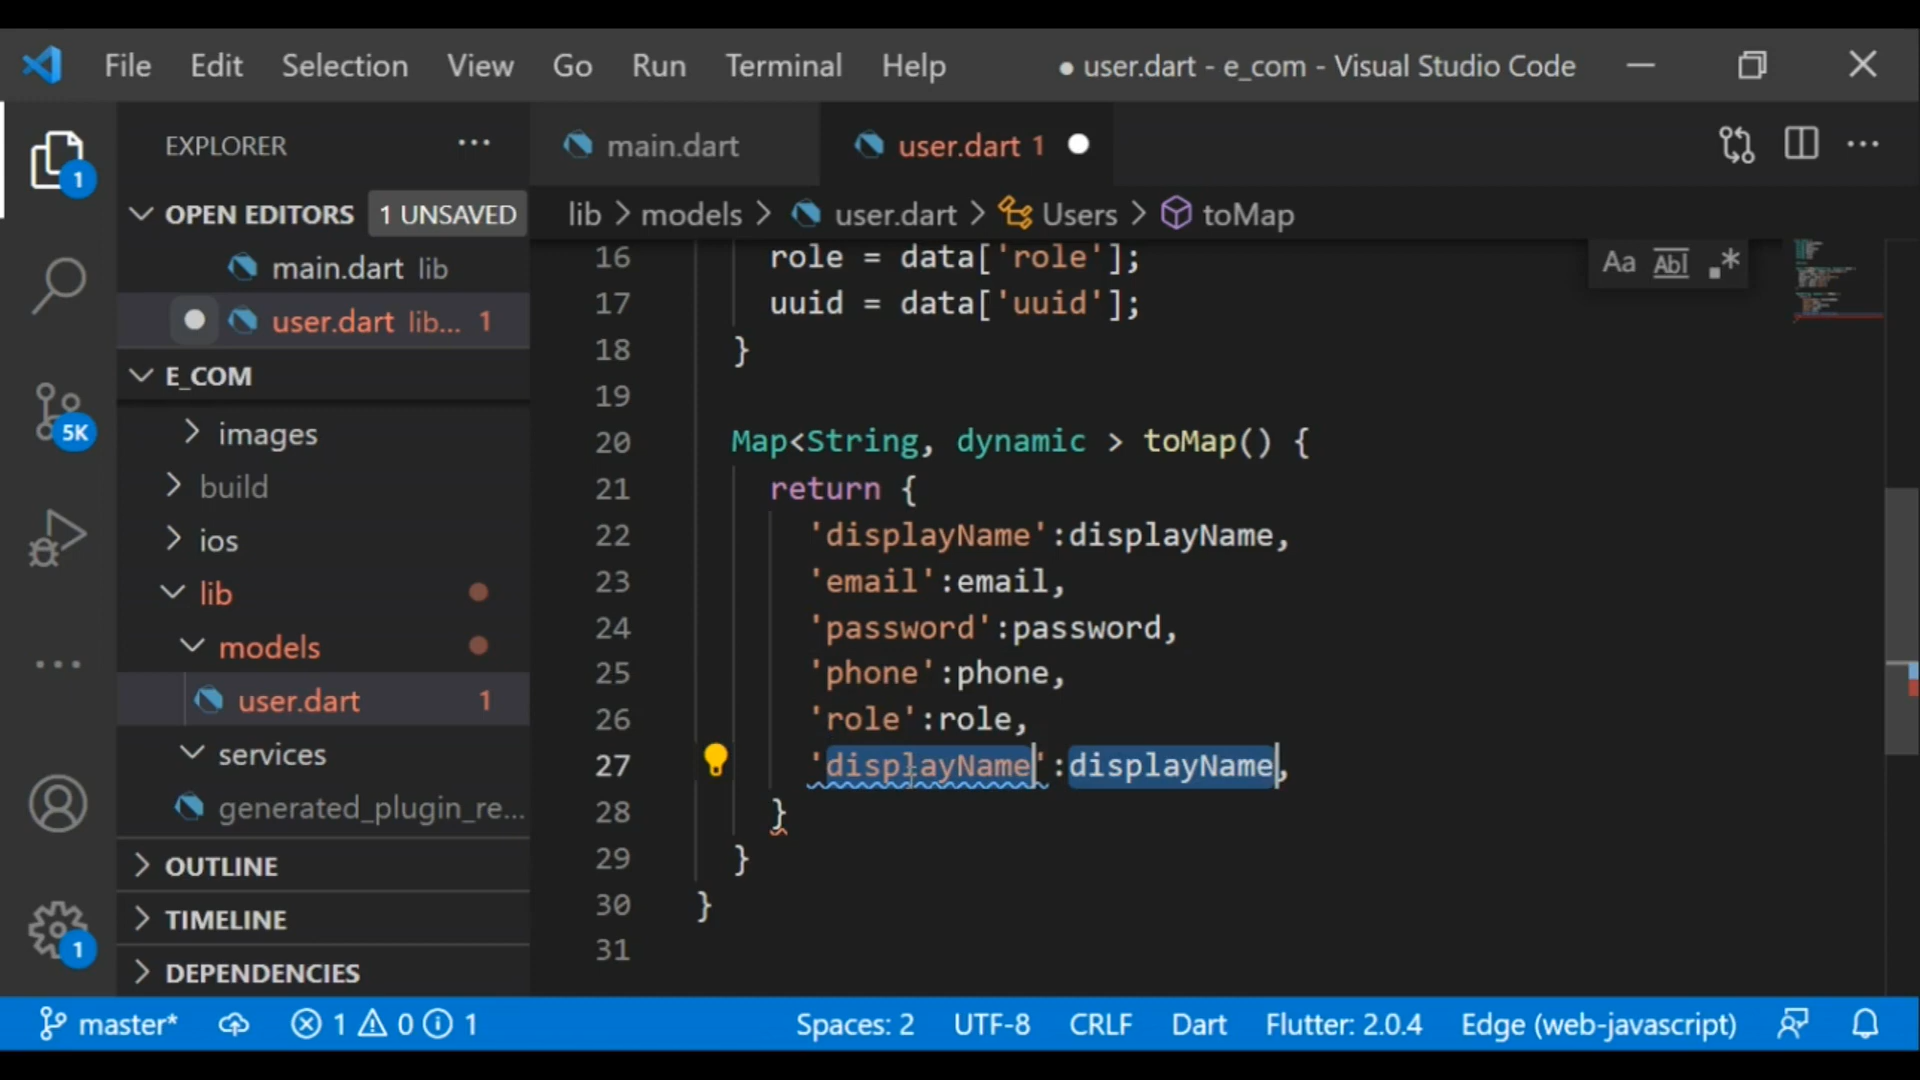 File Edit Selection View Go Run Terminal Help ● user.dart - e_com - Visual Studio Code
EXPLORER ···
main.dart
user.dart 1
OPEN EDITORS 1 UNSAVED
lib > models > user.dart > Users > toMap
main.dart lib
user.dart lib... 1
E_COM
images
build
ios
lib
models
user.dart 1
services
generated_plugin_re...
OUTLINE
TIMELINE
DEPENDENCIES
1
5K
1
Aa Abl .*
16 role = data['role'];
17 uuid = data['uuid'];
18 }
19
20 Map<String, dynamic > toMap() {
21 return {
22 'displayName':displayName,
23 'email':email,
24 'password':password,
25 'phone':phone,
26 'role':role,
27 'displayName':displayName,
28 }
29 }
30 }
31
master* 1 0 1 Spaces: 2 UTF-8 CRLF Dart Flutter: 2.0.4 Edge (web-javascript)